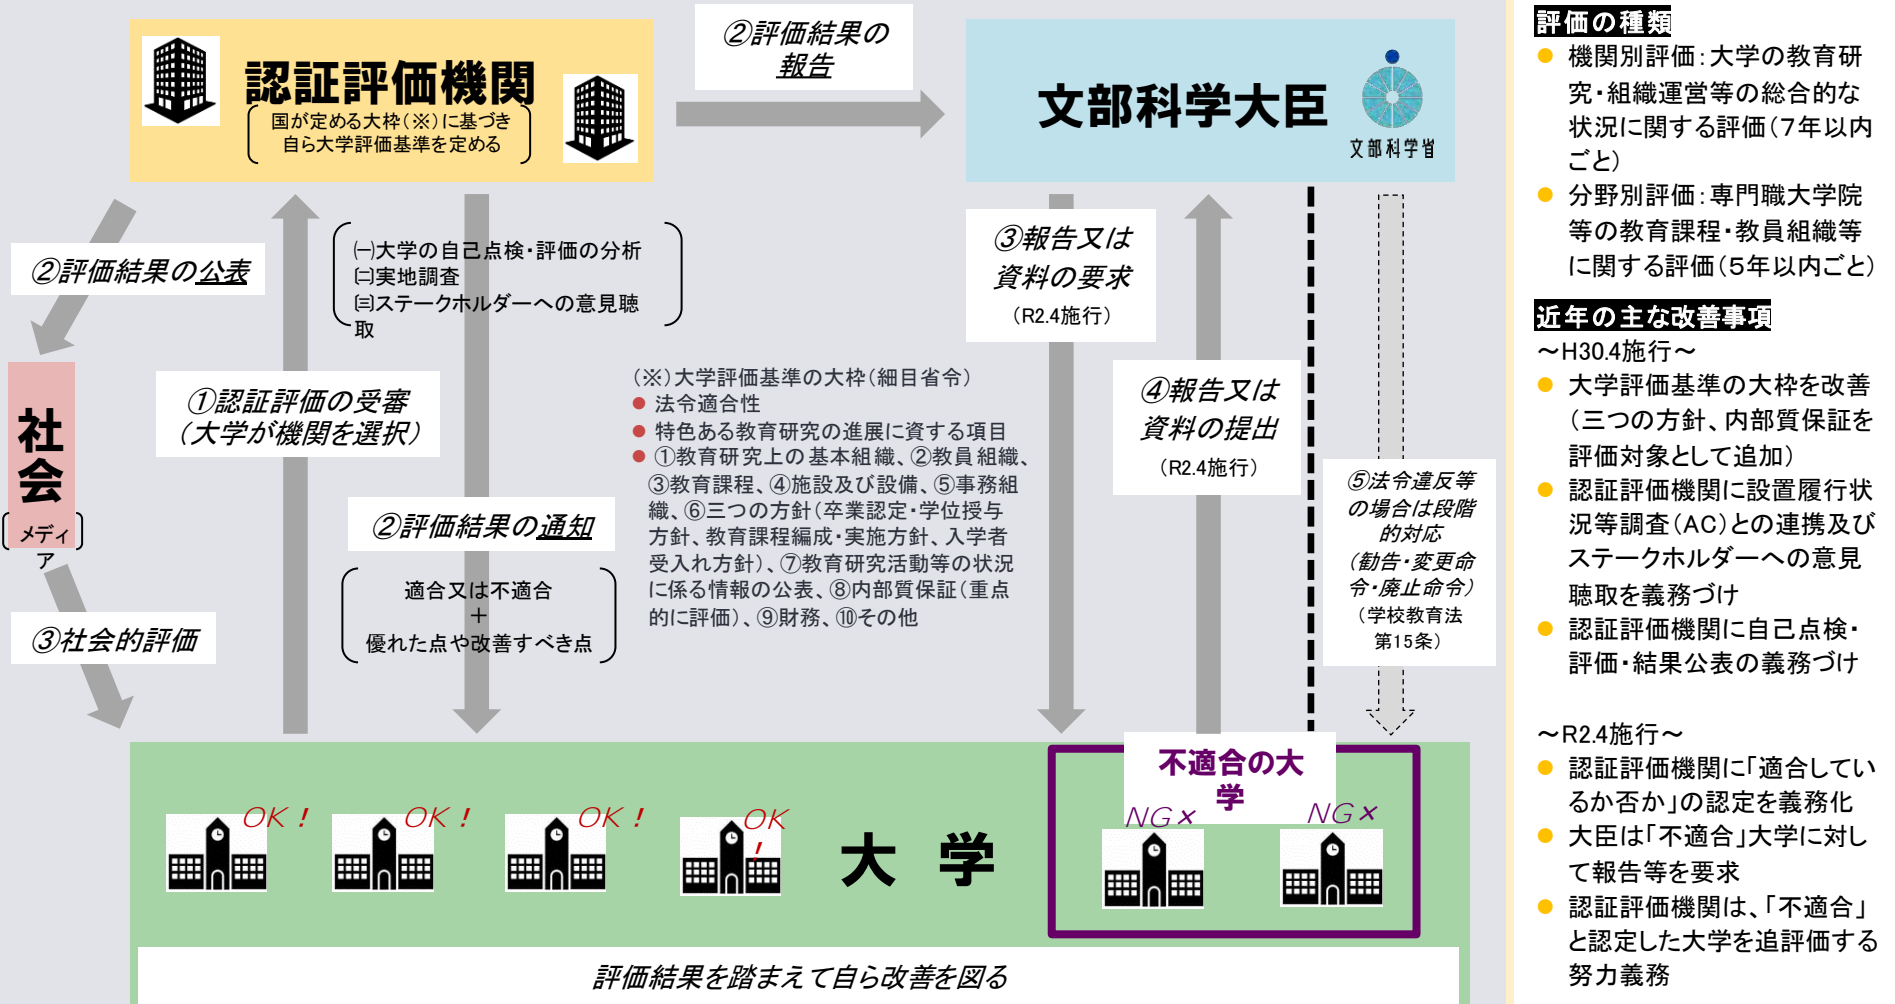 認証評価機関
国が定める大枠（※）に基づき
自ら大学評価基準を定める
②評価結果の
報告
文部科学大臣
文部科学省
②評価結果の公表
㈠大学の自己点検・評価の分析
㈡実地調査
㈢ステークホルダーへの意見聴
取
③報告又は
資料の要求
（R2.4施行）
社会
メディ
ア
①認証評価の受審
（大学が機関を選択）
（※）大学評価基準の大枠（細目省令）
● 法令適合性
● 特色ある教育研究の進展に資する項目
● ①教育研究上の基本組織、②教員組織、
③教育課程、④施設及び設備、⑤事務組
織、⑥三つの方針（卒業認定・学位授与
方針、教育課程編成・実施方針、入学者
受入れ方針）、⑦教育研究活動等の状況
に係る情報の公表、⑧内部質保証（重点
的に評価）、⑨財務、⑩その他
④報告又は
資料の提出
（R2.4施行）
⑤法令違反等
の場合は段階
的対応
（勧告・変更命
令・廃止命令）
（学校教育法
第15条）
②評価結果の通知
適合又は不適合
＋
優れた点や改善すべき点
③社会的評価
不適合の大
学
OK！
OK！
OK！
OK
！
大 学
NG×
NG×
評価結果を踏まえて自ら改善を図る
評価の種類
● 機関別評価：大学の教育研
究・組織運営等の総合的な
状況に関する評価（7年以内
ごと）
● 分野別評価：専門職大学院
等の教育課程・教員組織等
に関する評価（5年以内ごと）
近年の主な改善事項
～H30.4施行～
● 大学評価基準の大枠を改善
（三つの方針、内部質保証を
評価対象として追加）
● 認証評価機関に設置履行状
況等調査（AC）との連携及び
ステークホルダーへの意見
聴取を義務づけ
● 認証評価機関に自己点検・
評価・結果公表の義務づけ
～R2.4施行～
● 認証評価機関に「適合してい
るか否か」の認定を義務化
● 大臣は「不適合」大学に対し
て報告等を要求
● 認証評価機関は、「不適合」
と認定した大学を追評価する
努力義務